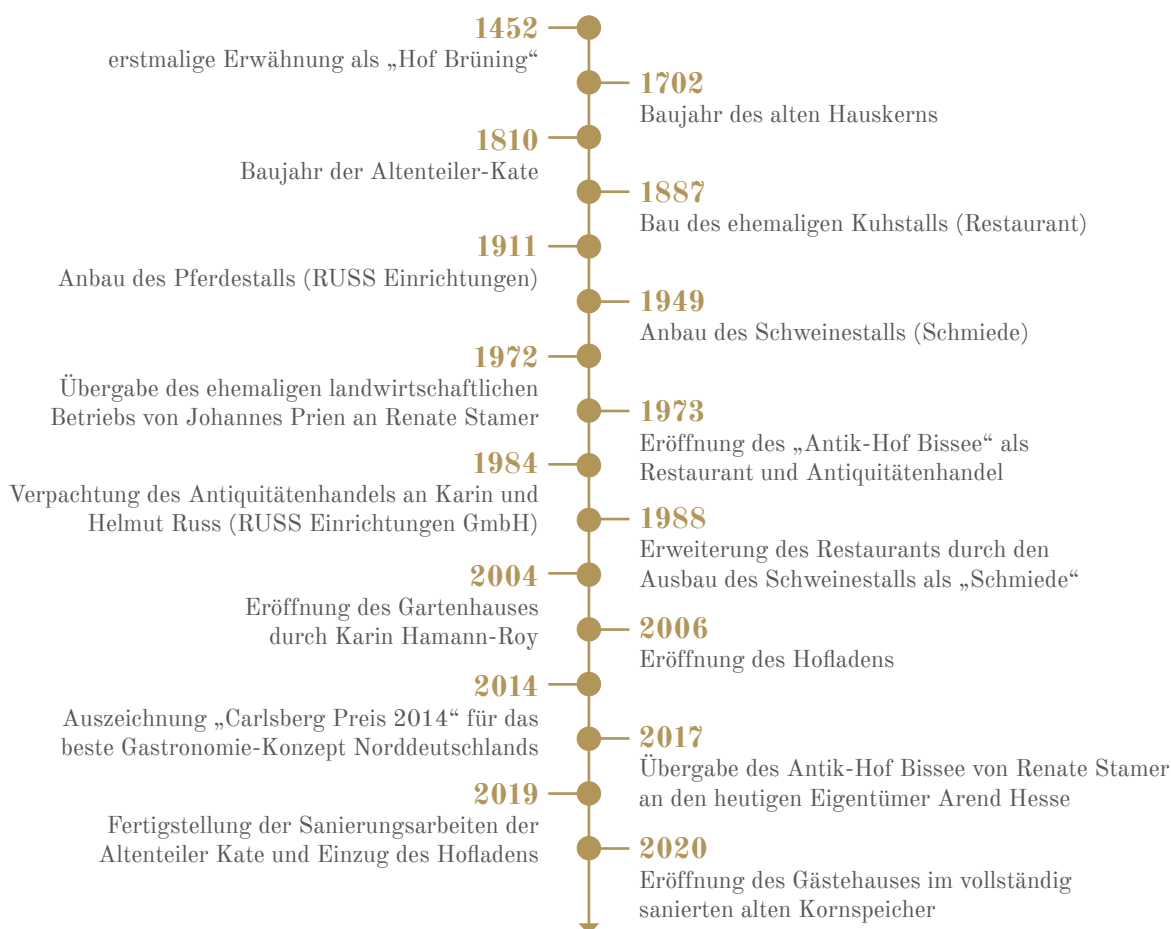 1452
erstmalige Erwähnung als „Hof Brüning“
1702
Baujahr des alten Hauskerns
1810
Baujahr der Altenteiler-Kate
1887
Bau des ehemaligen Kuhstalls (Restaurant)
1911
Anbau des Pferdestalls (RUSS Einrichtungen)
1949
Anbau des Schweinestalls (Schmiede)
1972
Übergabe des ehemaligen landwirtschaftlichen
Betriebs von Johannes Prien an Renate Stamer
1973
Eröffnung des „Antik-Hof Bissee“ als
Restaurant und Antiquitätenhandel
1984
Verpachtung des Antiquitätenhandels an Karin und
Helmut Russ (RUSS Einrichtungen GmbH)
1988
Erweiterung des Restaurants durch den
Ausbau des Schweinestalls als „Schmiede“
2004
Eröffnung des Gartenhauses
durch Karin Hamann-Roy
2006
Eröffnung des Hofladens
2014
Auszeichnung „Carlsberg Preis 2014“ für das
beste Gastronomie-Konzept Norddeutschlands
2017
Übergabe des Antik-Hof Bissee von Renate Stamer
an den heutigen Eigentümer Arend Hesse
2019
Fertigstellung der Sanierungsarbeiten der
Altenteiler Kate und Einzug des Hofladens
2020
Eröffnung des Gästehauses im vollständig
sanierten alten Kornspeicher